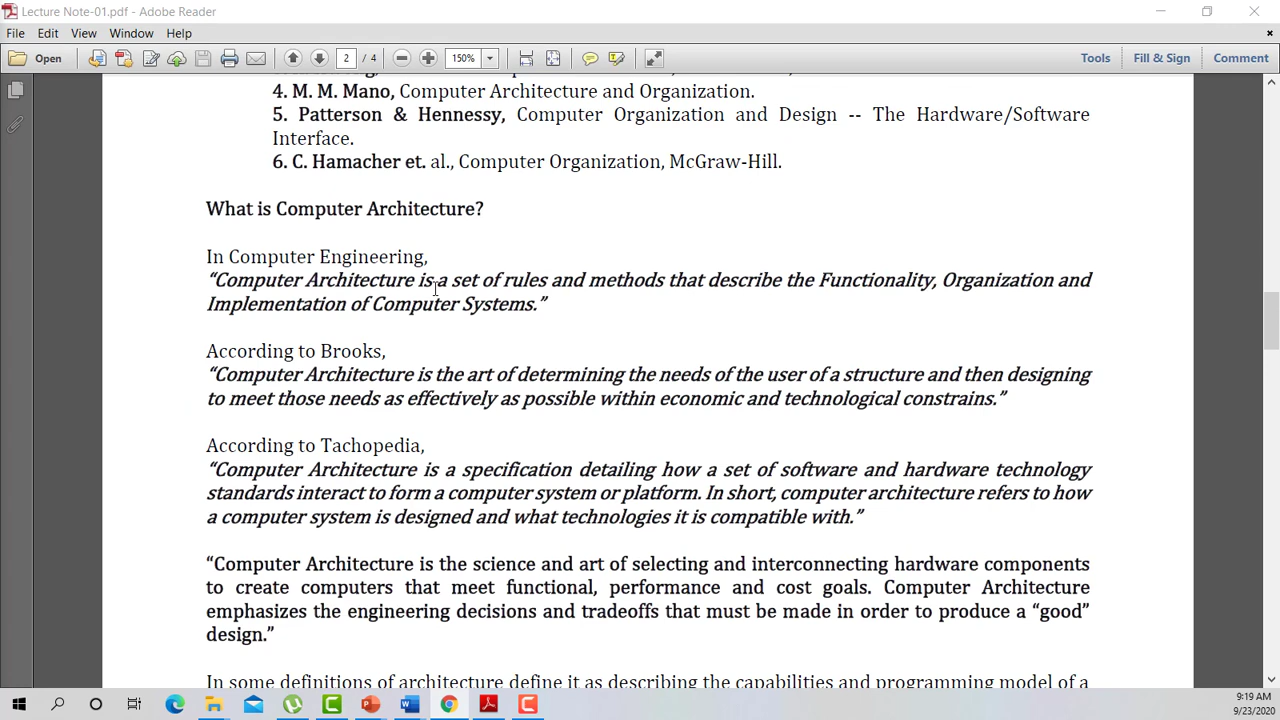 Lecture Note-01.pdf - Adobe Reader
File Edit View Window Help
Open 2 / 4 150% Tools Fill & Sign Comment
4. M. M. Mano, Computer Architecture and Organization.
5. Patterson & Hennessy, Computer Organization and Design -- The Hardware/Software
Interface.
6. C. Hamacher et. al., Computer Organization, McGraw-Hill.
What is Computer Architecture?
In Computer Engineering,
“Computer Architecture is a set of rules and methods that describe the Functionality, Organization and
Implementation of Computer Systems.”
According to Brooks,
“Computer Architecture is the art of determining the needs of the user of a structure and then designing
to meet those needs as effectively as possible within economic and technological constrains.”
According to Tachopedia,
“Computer Architecture is a specification detailing how a set of software and hardware technology
standards interact to form a computer system or platform. In short, computer architecture refers to how
a computer system is designed and what technologies it is compatible with.”
“Computer Architecture is the science and art of selecting and interconnecting hardware components
to create computers that meet functional, performance and cost goals. Computer Architecture
emphasizes the engineering decisions and tradeoffs that must be made in order to produce a “good”
design.”
In some definitions of architecture define it as describing the capabilities and programming model of a
9:19 AM
9/23/2020